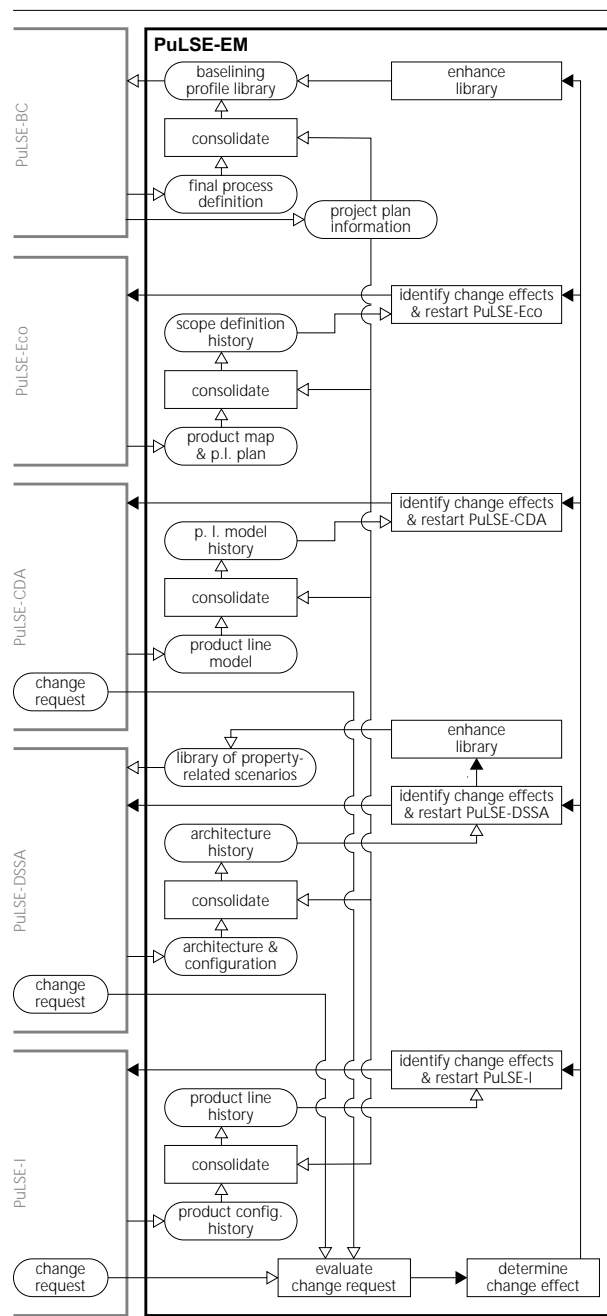 PuLSE-EM
PuLSE-BC
baselining
profile library
enhance
library
consolidate
final process
definition
project plan
information
PuLSE-Eco
identify change effects
& restart PuLSE-Eco
scope definition
history
consolidate
product map
& p.l. plan
PuLSE-CDA
identify change effects
& restart PuLSE-CDA
p. l. model
history
consolidate
product line
model
change
request
enhance
library
library of property-
related scenarios
PuLSE-DSSA
identify change effects
& restart PuLSE-DSSA
architecture
history
consolidate
architecture &
configuration
change
request
PuLSE-I
identify change effects
& restart PuLSE-I
product line
history
consolidate
product config.
history
change
request
evaluate
change request
determine
change effect